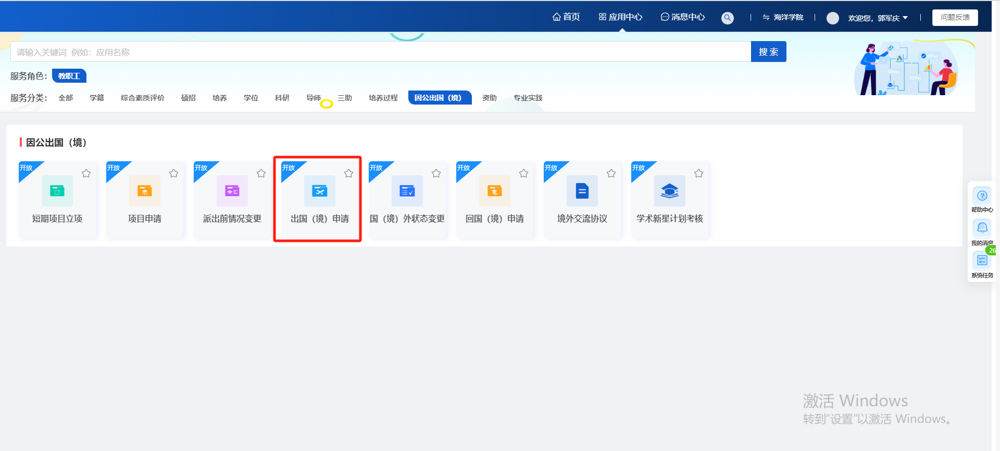 首页 应用中心 消息中心 海洋学院 欢迎您，郭军庆 问题反馈
请输入关键词 例如：应用名称 搜 索
服务角色： 教职工
服务分类： 全部 学籍 综合素质评价 硕招 培养 学位 科研 导师 三助 培养过程 因公出国（境） 资助 专业实践
因公出国（境）
开放 开放 开放 开放 开放 开放 开放 开放
短期项目立项 项目申请 派出前情况变更 出国（境）申请 国（境）外状态变更 回国（境）申请 境外交流协议 学术新星计划考核
帮助中心
我的消息
26
系统任务
激活 Windows
转到“设置”以激活 Windows。